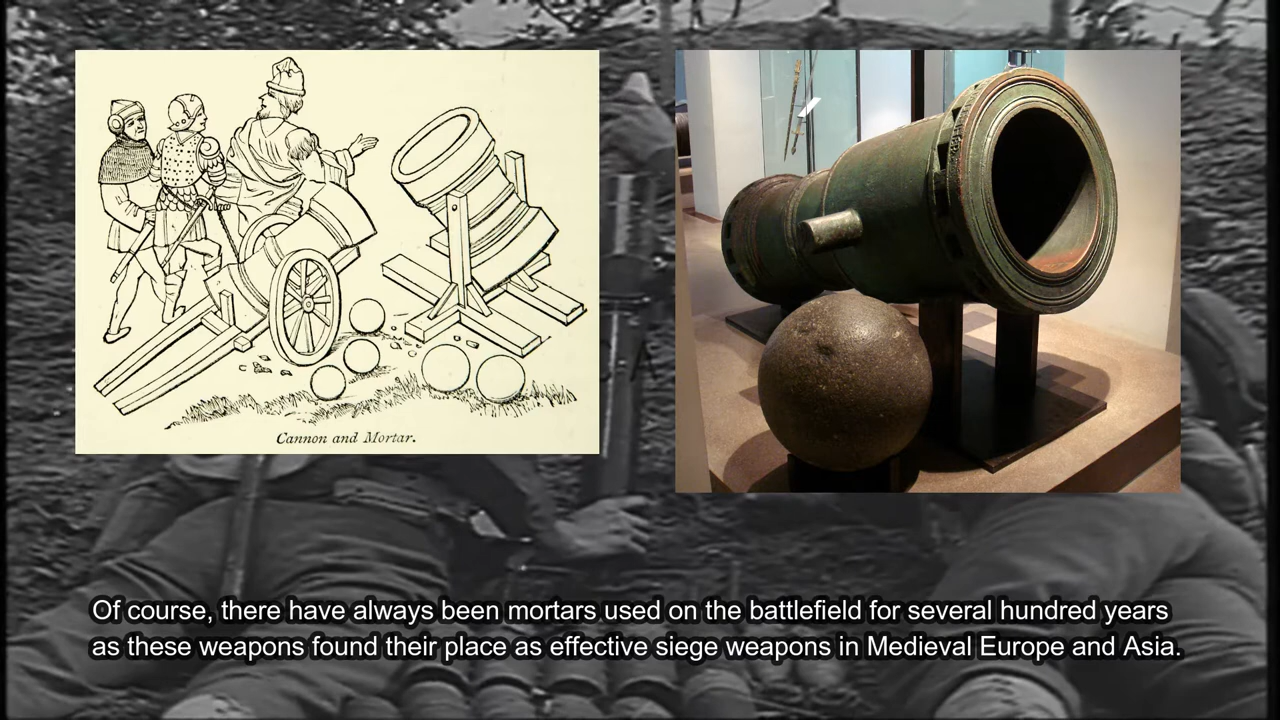 Cannon and Mortar.
Of course, there have always been mortars used on the battlefield for several hundred years
as these weapons found their place as effective siege weapons in Medieval Europe and Asia.